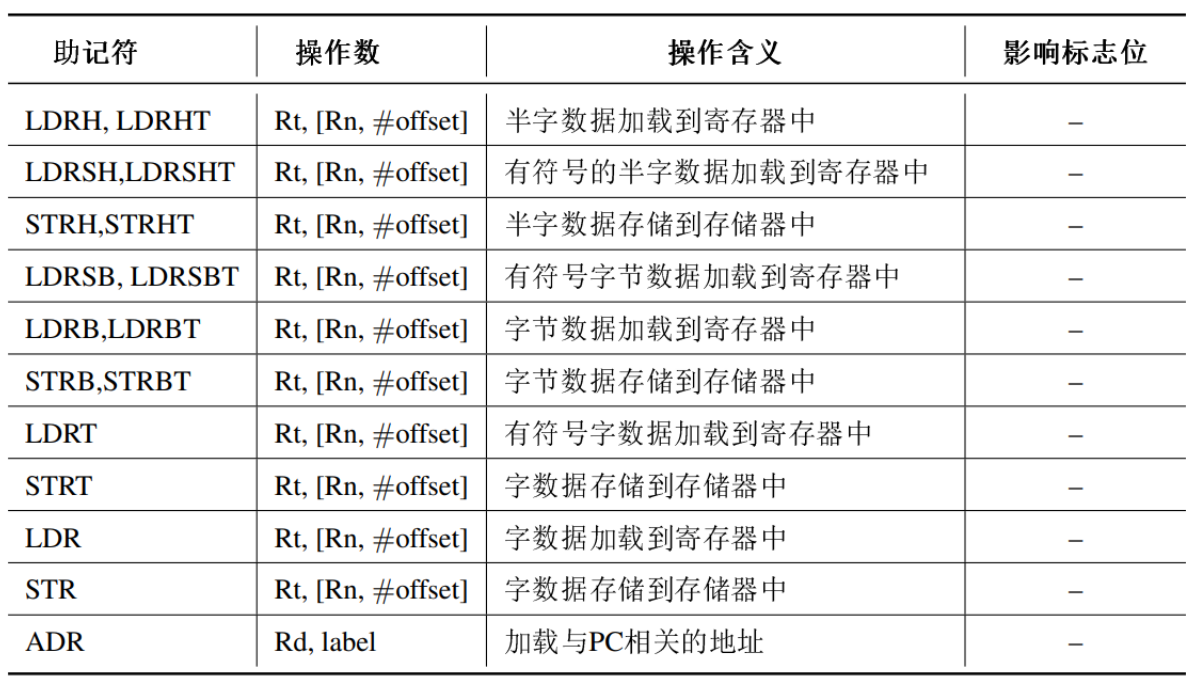 助记符 操作数 操作含义 影响标志位
LDRH, LDRHT Rt, [Rn, #offset] 半字数据加载到寄存器中 –
LDRSH,LDRSHT Rt, [Rn, #offset] 有符号的半字数据加载到寄存器中 –
STRH,STRHT Rt, [Rn, #offset] 半字数据存储到存储器中 –
LDRSB, LDRSBT Rt, [Rn, #offset] 有符号字节数据加载到寄存器中 –
LDRB,LDRBT Rt, [Rn, #offset] 字节数据加载到寄存器中 –
STRB,STRBT Rt, [Rn, #offset] 字节数据存储到存储器中 –
LDRT Rt, [Rn, #offset] 有符号字数据加载到寄存器中 –
STRT Rt, [Rn, #offset] 字数据存储到存储器中 –
LDR Rt, [Rn, #offset] 字数据加载到寄存器中 –
STR Rt, [Rn, #offset] 字数据存储到存储器中 –
ADR Rd, label 加载与PC相关的地址 –